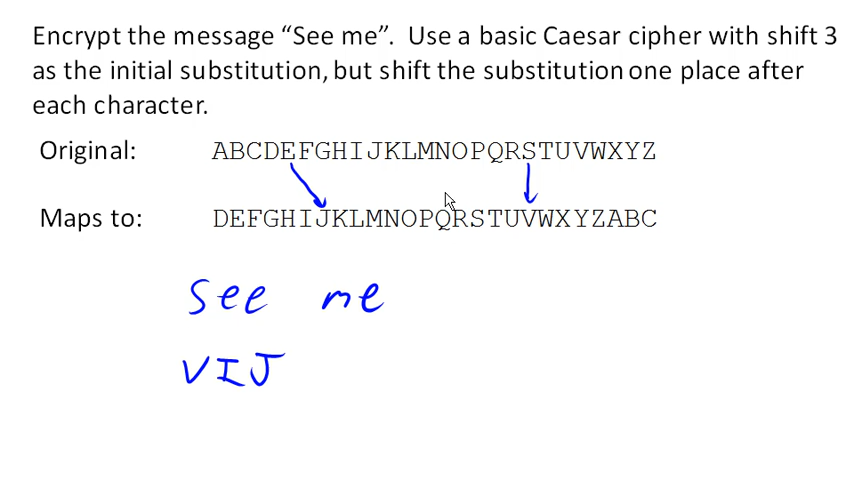 Encrypt the message “See me”. Use a basic Caesar cipher with shift 3
as the initial substitution, but shift the substitution one place after
each character.
Original: ABCDEFGHIJKLMNOPQRSTUVWXYZ
Maps to: DEFGHIJKLMNOPQRSTUVWXYZABC
See me
VIJ